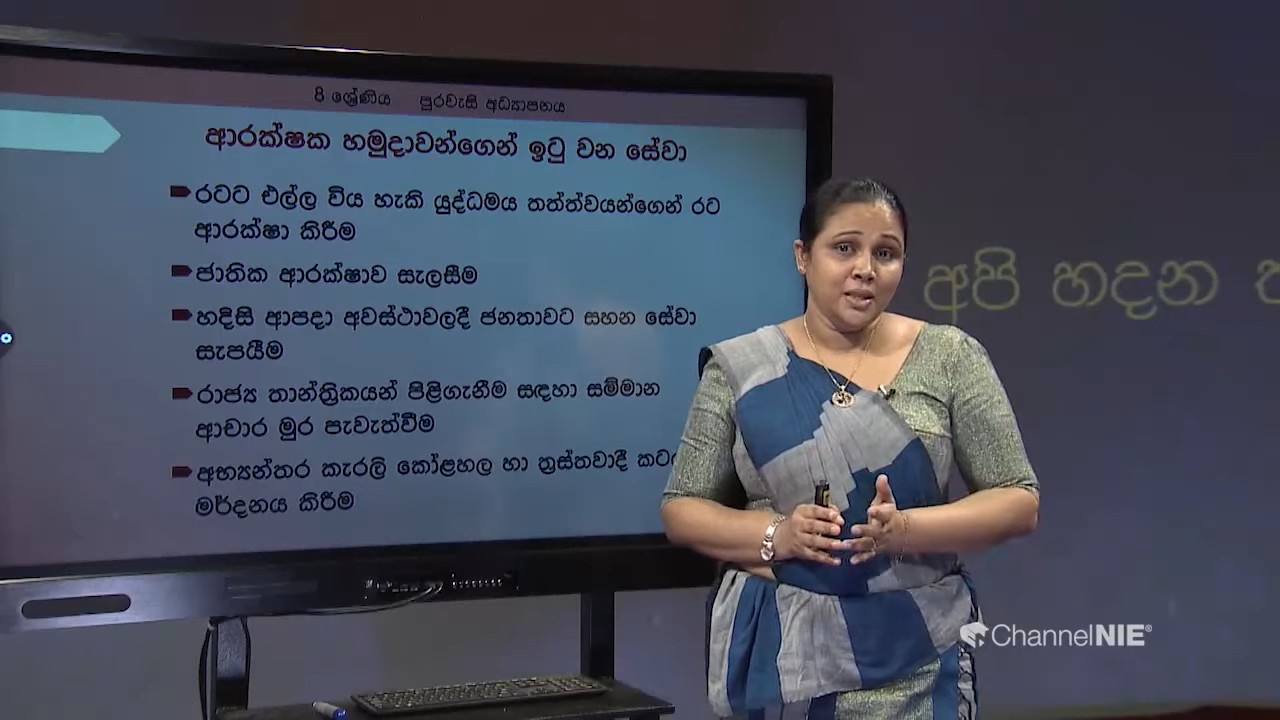 8 ශ්‍රේණිය පුරවැසි අධ්‍යාපනය
ආරක්ෂක හමුදාවන්ගෙන් ඉටු වන සේවා
රටට එල්ල විය හැකි යුද්ධමය තත්ත්වයන්ගෙන් රට
ආරක්ෂා කිරීම
ජාතික ආරක්ෂාව සැලසීම
හදිසි ආපදා අවස්ථාවලදී ජනතාවට සහන සේවා
සැපයීම
රාජ්‍ය තාන්ත්‍රිකයන් පිළිගැනීම සඳහා සම්මාන
ආචාර මුර පැවැත්වීම
අභ්‍යන්තර කැරලි කෝළහල හා ත්‍රස්තවාදී
මර්දනය කිරීම
අපි හදන
ChannelNIE®